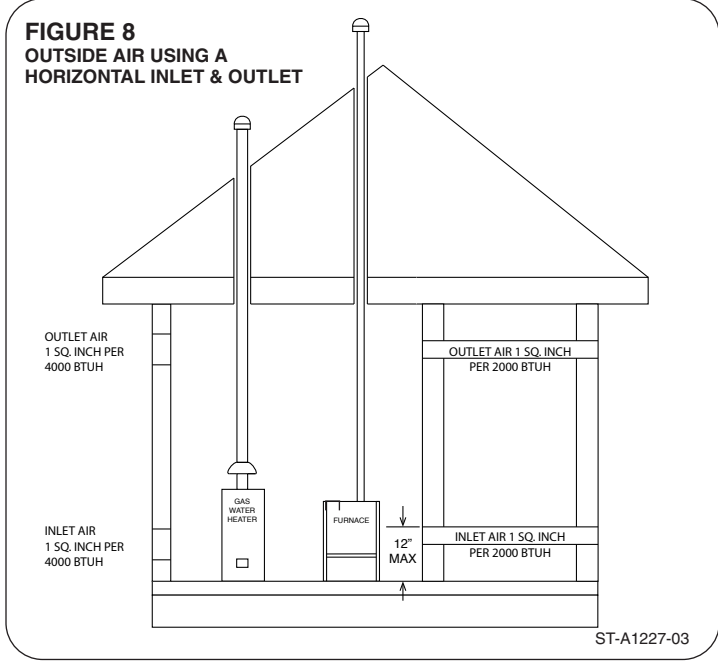 FIGURE 8
OUTSIDE AIR USING A
HORIZONTAL INLET & OUTLET
OUTLET AIR
1 SQ. INCH PER
4000 BTUH
OUTLET AIR 1 SQ. INCH
PER 2000 BTUH
GAS
WATER
HEATER
FURNACE
INLET AIR
1 SQ. INCH PER
4000 BTUH
12"
MAX
INLET AIR 1 SQ. INCH
PER 2000 BTUH
ST-A1227-03